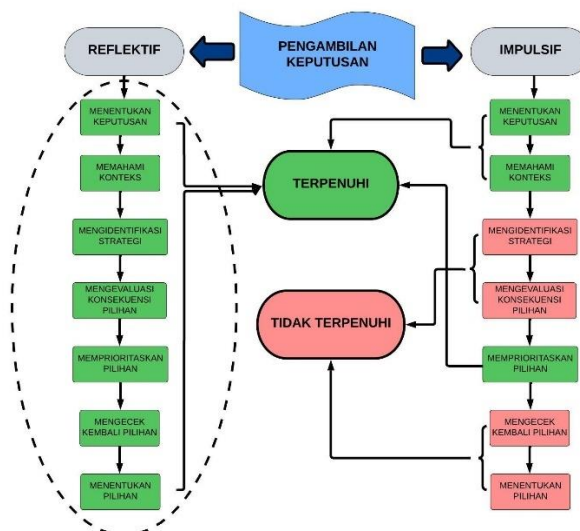 REFLEKTIF
PENGAMBILAN
KEPUTUSAN
IMPULSIF
MENENTUKAN
KEPUTUSAN
MEMAHAMI
KONTEKS
MENGIDENTIFIKASI
STRATEGI
MENGEVALUASI
KONSEKUENSI
PILIHAN
MEMPRIORITASKAN
PILIHAN
MENGECEK
KEMBALI PILIHAN
MENENTUKAN
PILIHAN
TERPENUHI
TIDAK TERPENUHI
MENENTUKAN
KEPUTUSAN
MEMAHAMI
KONTEKS
MENGIDENTIFIKASI
STRATEGI
MENGEVALUASI
KONSEKUENSI
PILIHAN
MEMPRIORITASKAN
PILIHAN
MENGECEK
KEMBALI PILIHAN
MENENTUKAN
PILIHAN